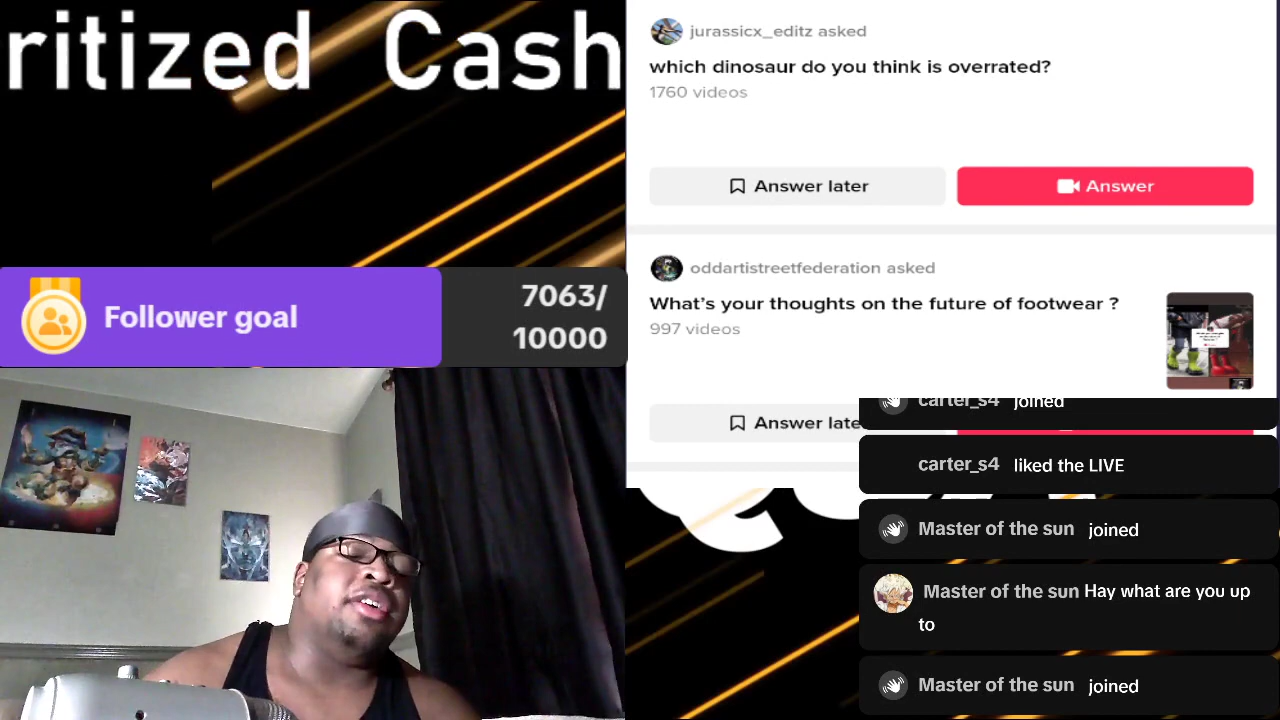 ritized Cash
jurassicx_editz asked
which dinosaur do you think is overrated?
1760 videos
Answer later
Answer
Follower goal
7063/
10000
oddartistreetfederation asked
What's your thoughts on the future of footwear ?
997 videos
Answer late
carter_s4 joined
carter_s4 liked the LIVE
Master of the sun joined
Master of the sun Hay what are you up
to
Master of the sun joined